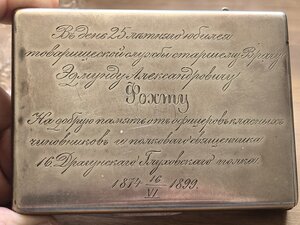 Въ день 25 лѣтняго юбилея
товарищеской службы старшему Врачу
Эдмунду Александровичу
Фохту
На добрую память отъ офицеровъ классныхъ
чиновниковъ и полкового священника
16 Драгунскаго Глуховскаго полка.
1874 16/VI 1899.